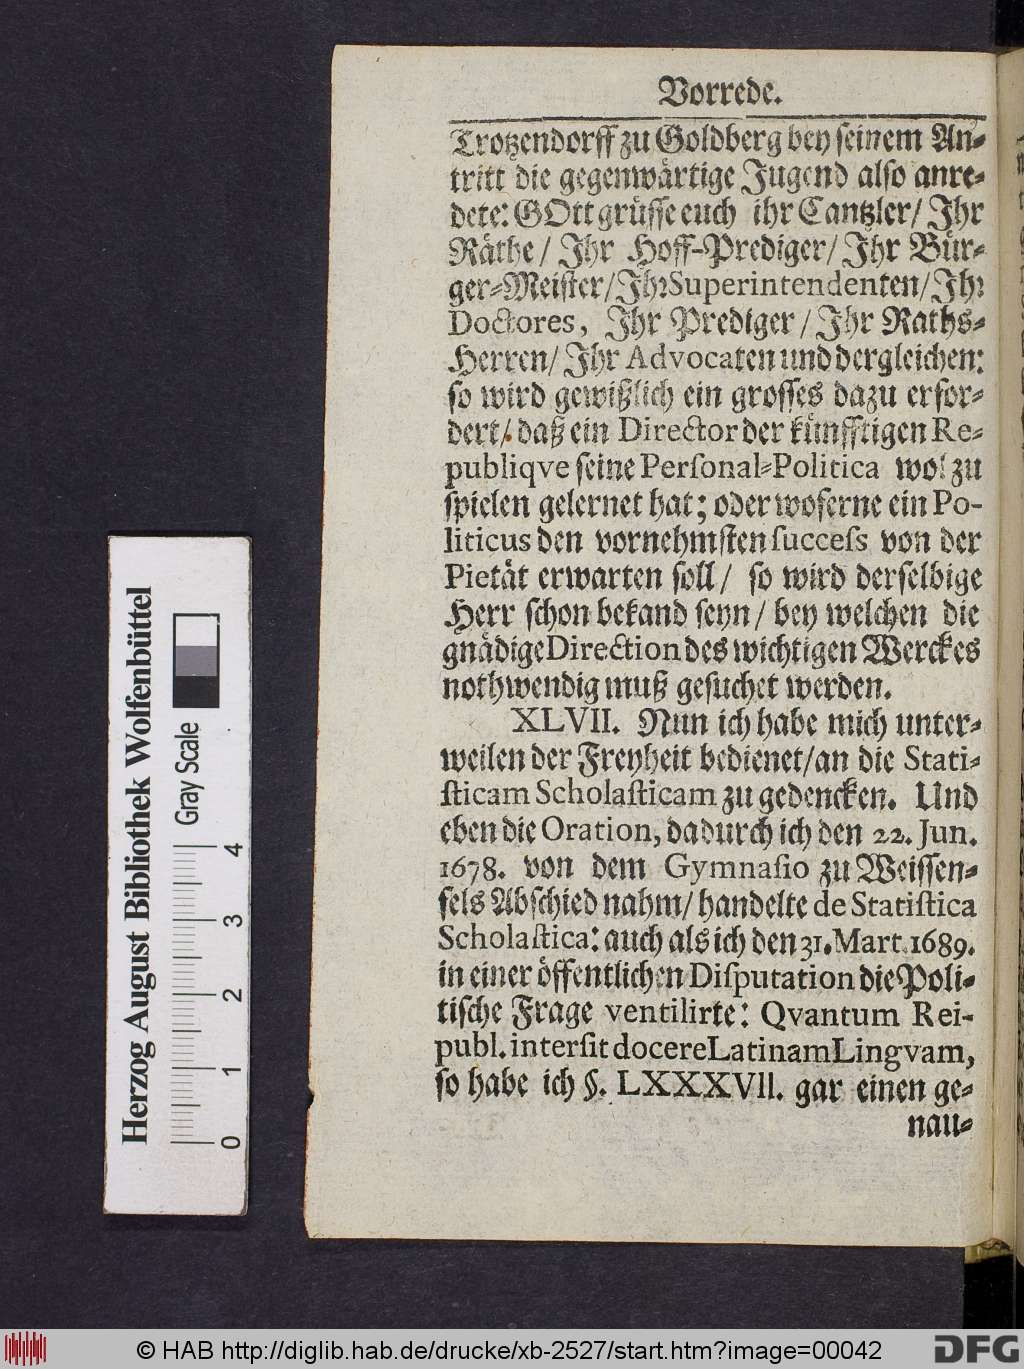 Vorrede.
Trotzendorff zu Goldberg bey ſeinem An-
tritt die gegenwärtige Jugend alſo anre-
dete: GOtt grüſſe euch ihr Cantzler/ Jhr
Räthe/ Jhr Hoff-Prediger/ Jhr Bür-
ger-Meiſter/ Jhr Superintendenten/ Jhr
Doctores, Jhr Prediger/ Jhr Raths-
Herren/ Jhr Advocaten und dergleichen:
ſo wird gewißlich ein groſſes dazu erfor-
dert/ daß ein Director der künfftigen Re-
publiqve ſeine Perſonal-Politica wol zu
ſpielen gelernet hat; oder woferne ein Po-
liticus den vornehmſten ſucceſs von der
Pietät erwarten ſoll/ ſo wird derſelbige
Herr ſchon bekand ſeyn/ bey welchen die
gnädige Direction des wichtigen Werckes
nothwendig muß geſuchet werden.
XLVII. Nun ich habe mich unter-
weilen der Freyheit bedienet/ an die Stati-
ſticam Scholaſticam zu gedencken. Und
eben die Oration, dadurch ich den 22. Jun.
1678. von dem Gymnaſio zu Weiſſen-
fels Abſchied nahm/ handelte de Statiſtica
Scholaſtica: auch als ich den 31. Mart. 1689.
in einer öffentlichen Diſputation die Poli-
tiſche Frage ventilirte: Qvantum Rei-
publ. interſit docere Latinam Lingvam,
ſo habe ich §. LXXXVII. gar einen ge-
nau-
Herzog August Bibliothek Wolfenbüttel
Gray Scale
0 1 2 3 4
© HAB http://diglib.hab.de/drucke/xb-2527/start.htm?image=00042
DFG